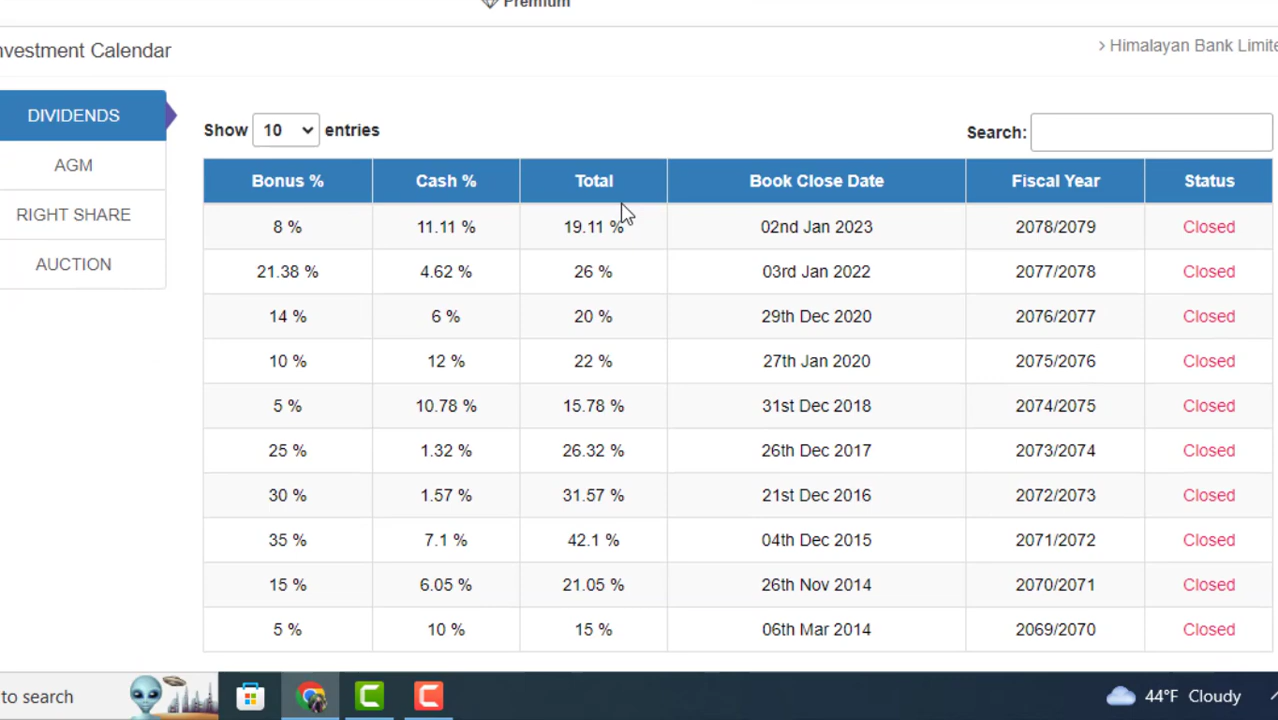 Premium
nvestment Calendar
Himalayan Bank Limite
DIVIDENDS
AGM
RIGHT SHARE
AUCTION
Show 10 entries
Search:
Bonus % Cash % Total Book Close Date Fiscal Year Status
8 % 11.11 % 19.11 % 02nd Jan 2023 2078/2079 Closed
21.38 % 4.62 % 26 % 03rd Jan 2022 2077/2078 Closed
14 % 6 % 20 % 29th Dec 2020 2076/2077 Closed
10 % 12 % 22 % 27th Jan 2020 2075/2076 Closed
5 % 10.78 % 15.78 % 31st Dec 2018 2074/2075 Closed
25 % 1.32 % 26.32 % 26th Dec 2017 2073/2074 Closed
30 % 1.57 % 31.57 % 21st Dec 2016 2072/2073 Closed
35 % 7.1 % 42.1 % 04th Dec 2015 2071/2072 Closed
15 % 6.05 % 21.05 % 26th Nov 2014 2070/2071 Closed
5 % 10 % 15 % 06th Mar 2014 2069/2070 Closed
to search
44°F Cloudy